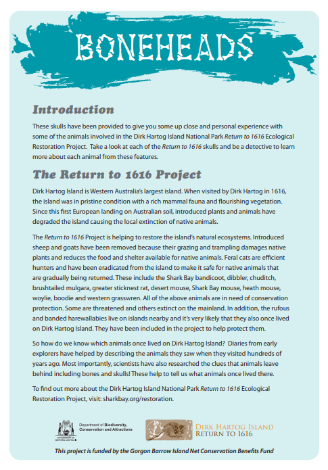 BONEHEADS
Introduction
These skulls have been provided to give you some up close and personal experience with
some of the animals involved in the Dirk Hartog Island National Park Return to 1616 Ecological
Restoration Project. Take a look at each of the Return to 1616 skulls and be a detective to learn
more about each animal from these features.
The Return to 1616 Project
Dirk Hartog Island is Western Australia's largest island. When visited by Dirk Hartog in 1616,
the island was in pristine condition with a rich mammal fauna and flourishing vegetation.
Since this first European landing on Australian soil, introduced plants and animals have
degraded the island causing the local extinction of native animals.
The Return to 1616 Project is helping to restore the island's natural ecosystems. Introduced
sheep and goats have been removed because their grazing and trampling damages native
plants and reduces the food and shelter available for native animals. Feral cats are efficient
hunters and have been eradicated from the island to make it safe for native animals that
are gradually being returned. These include the Shark Bay bandicoot, dibbler, chuditch,
brushtailed mulgara, greater sticknest rat, desert mouse, Shark Bay mouse, heath mouse,
woylie, boodie and western grasswren. All of the above animals are in need of conservation
protection. Some are threatened and others extinct on the mainland. In addition, the rufous
and banded harewallabies live on islands nearby and it's very likely that they also once lived
on Dirk Hartog Island. They have been included in the project to help protect them.
So how do we know which animals once lived on Dirk Hartog Island? Diaries from early
explorers have helped by describing the animals they saw when they visited hundreds of
years ago. Most importantly, scientists have also researched the clues that animals leave
behind including bones and skulls! These help to tell us what animals once lived there.
To find out more about the Dirk Hartog Island National Park Return to 1616 Ecological
Restoration Project, visit: sharkbay.org/restoration.
Department of Biodiversity,
Conservation and Attractions
DIRK HARTOG ISLAND
RETURN TO 1616
This project is funded by the Gorgon Barrow Island Net Conservation Benefits Fund